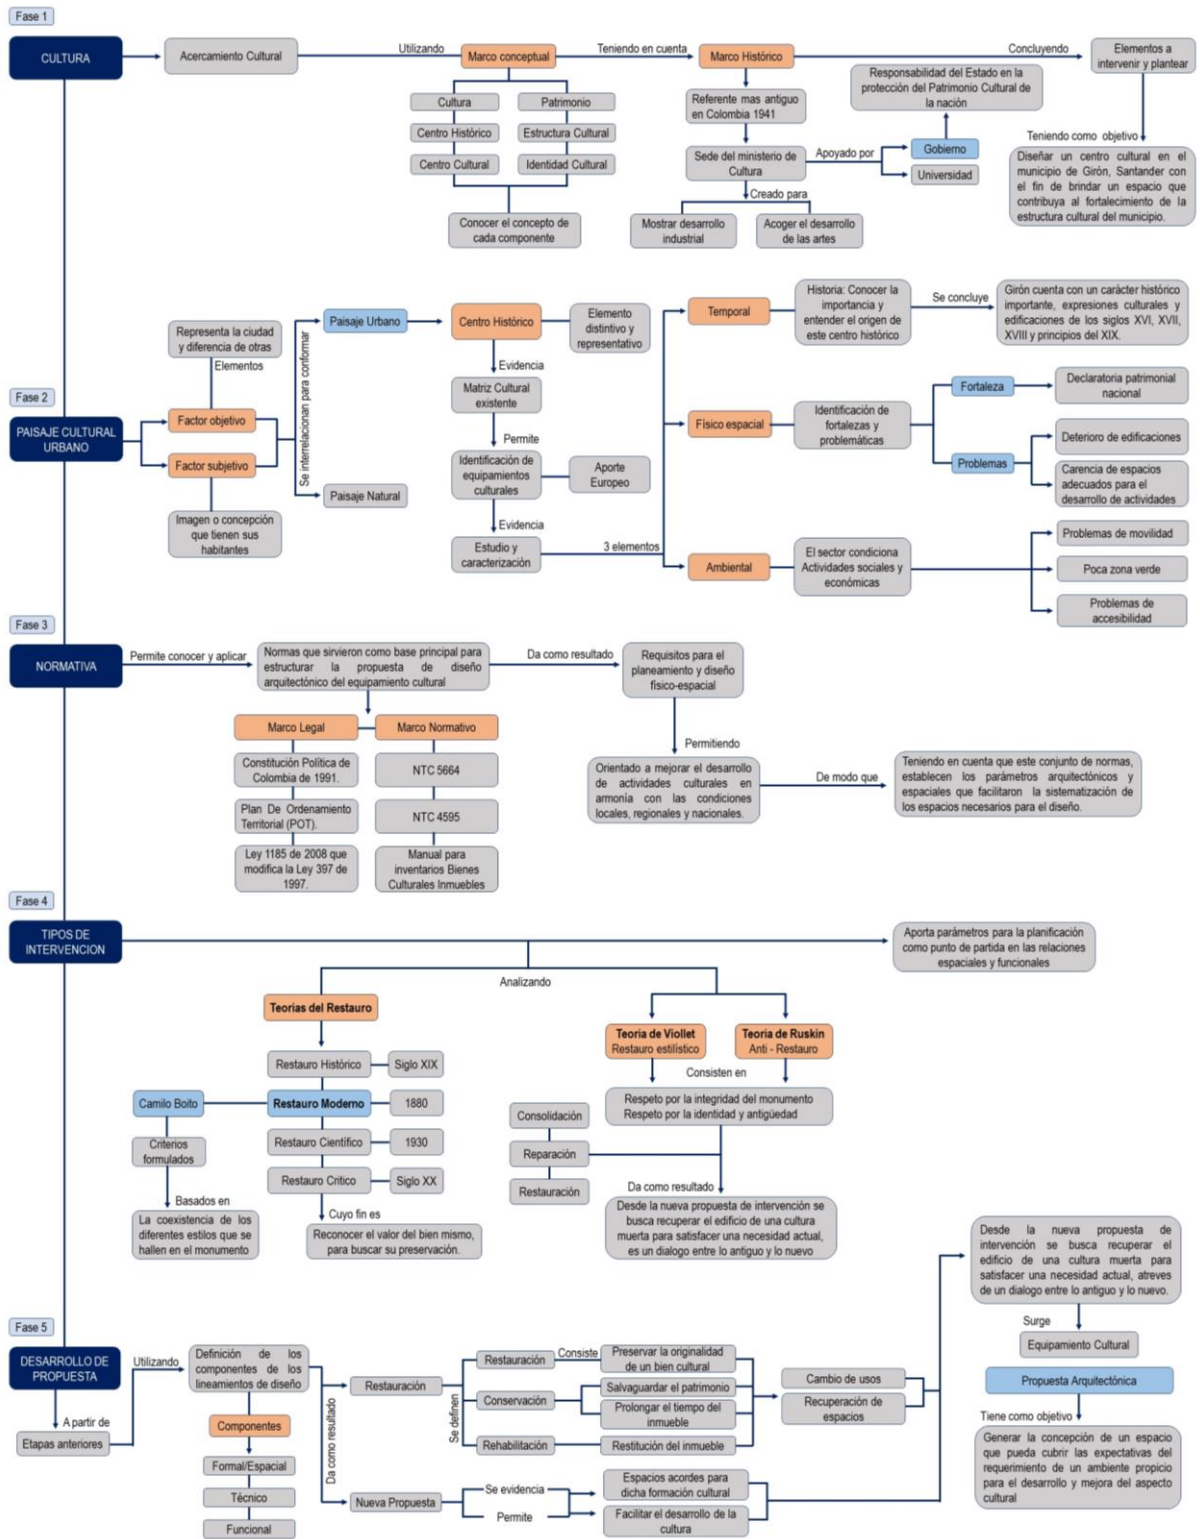 Fase 1
CULTURA
Acercamiento Cultural
Utilizando
Marco conceptual
Teniendo en cuenta
Marco Histórico
Concluyendo
Elementos a
intervenir y plantear
Cultura
Patrimonio
Centro Histórico
Estructura Cultural
Centro Cultural
Identidad Cultural
Conocer el concepto de
cada componente
Referente mas antiguo
en Colombia 1941
Sede del ministerio de
Cultura
Apoyado por
Gobierno
Universidad
Responsabilidad del Estado en la
protección del Patrimonio Cultural de
la nación
Creado para
Mostrar desarrollo
industrial
Acoger el desarrollo
de las artes
Teniendo como objetivo
Diseñar un centro cultural en el
municipio de Girón, Santander con
el fin de brindar un espacio que
contribuya al fortalecimiento de la
estructura cultural del municipio.
Fase 2
PAISAJE CULTURAL
URBANO
Representa la ciudad
y diferencia de otras
Elementos
Factor objetivo
Factor subjetivo
Imagen o concepción
que tienen sus
habitantes
Se interrelacionan para conformar
Paisaje Urbano
Paisaje Natural
Centro Histórico
Elemento
distintivo y
representativo
Evidencia
Matriz Cultural
existente
Permite
Identificación de
equipamientos
culturales
Aporte
Europeo
Evidencia
Estudio y
caracterización
3 elementos
Temporal
Historia: Conocer la
importancia y
entender el origen de
este centro histórico
Se concluye
Girón cuenta con un carácter histórico
importante, expresiones culturales y
edificaciones de los siglos XVI, XVII,
XVIII y principios del XIX.
Físico espacial
Identificación de
fortalezas y
problemáticas
Fortaleza
Declaratoria patrimonial
nacional
Problemas
Deterioro de edificaciones
Carencia de espacios
adecuados para el
desarrollo de actividades
Ambiental
El sector condiciona
Actividades sociales y
económicas
Problemas de movilidad
Poca zona verde
Problemas de
accesibilidad
Fase 3
NORMATIVA
Permite conocer y aplicar
Normas que sirvieron como base principal para
estructurar la propuesta de diseño
arquitectónico del equipamiento cultural
Da como resultado
Requisitos para el
planeamiento y diseño
físico-espacial
Marco Legal
Marco Normativo
Constitución Política de
Colombia de 1991.
NTC 5664
Plan De Ordenamiento
Territorial (POT).
NTC 4595
Ley 1185 de 2008 que
modifica la Ley 397 de
1997.
Manual para
inventarios Bienes
Culturales Inmuebles
Permitiendo
Orientado a mejorar el desarrollo
de actividades culturales en
armonía con las condiciones
locales, regionales y nacionales.
De modo que
Teniendo en cuenta que este conjunto de normas,
establecen los parámetros arquitectónicos y
espaciales que facilitaron la sistematización de
los espacios necesarios para el diseño.
Fase 4
TIPOS DE
INTERVENCION
Aporta parámetros para la planificación
como punto de partida en las relaciones
espaciales y funcionales
Analizando
Teorías del Restauro
Restauro Histórico
Siglo XIX
Camilo Boito
Restauro Moderno
1880
Criterios
formulados
Restauro Científico
1930
Restauro Critico
Siglo XX
Basados en
La coexistencia de los
diferentes estilos que se
hallen en el monumento
Cuyo fin es
Reconocer el valor del bien mismo,
para buscar su preservación.
Teoria de Viollet
Restauro estilístico
Teoria de Ruskin
Anti - Restauro
Consisten en
Respeto por la integridad del monumento
Respeto por la identidad y antigüedad
Consolidación
Reparación
Restauración
Da como resultado
Desde la nueva propuesta de intervención se
busca recuperar el edificio de una cultura
muerta para satisfacer una necesidad actual,
es un dialogo entre lo antiguo y lo nuevo
Fase 5
DESARROLLO DE
PROPUESTA
A partir de
Etapas anteriores
Utilizando
Definición de los
componentes de los
lineamientos de diseño
Componentes
Formal/Espacial
Técnico
Funcional
Da como resultado
Restauración
Nueva Propuesta
Se definen
Restauración
Consiste
Preservar la originalidad
de un bien cultural
Conservación
Salvaguardar el patrimonio
Prolongar el tiempo del
inmueble
Rehabilitación
Restitución del inmueble
Cambio de usos
Recuperación de
espacios
Se evidencia
Espacios acordes para
dicha formación cultural
Permite
Facilitar el desarrollo de la
cultura
Desde la nueva propuesta de
intervención se busca recuperar el
edificio de una cultura muerta para
satisfacer una necesidad actual, atreves
de un dialogo entre lo antiguo y lo nuevo.
Surge
Equipamiento Cultural
Propuesta Arquitectónica
Tiene como objetivo
Generar la concepción de un espacio
que pueda cubrir las expectativas del
requerimiento de un ambiente propicio
para el desarrollo y mejora del aspecto
cultural